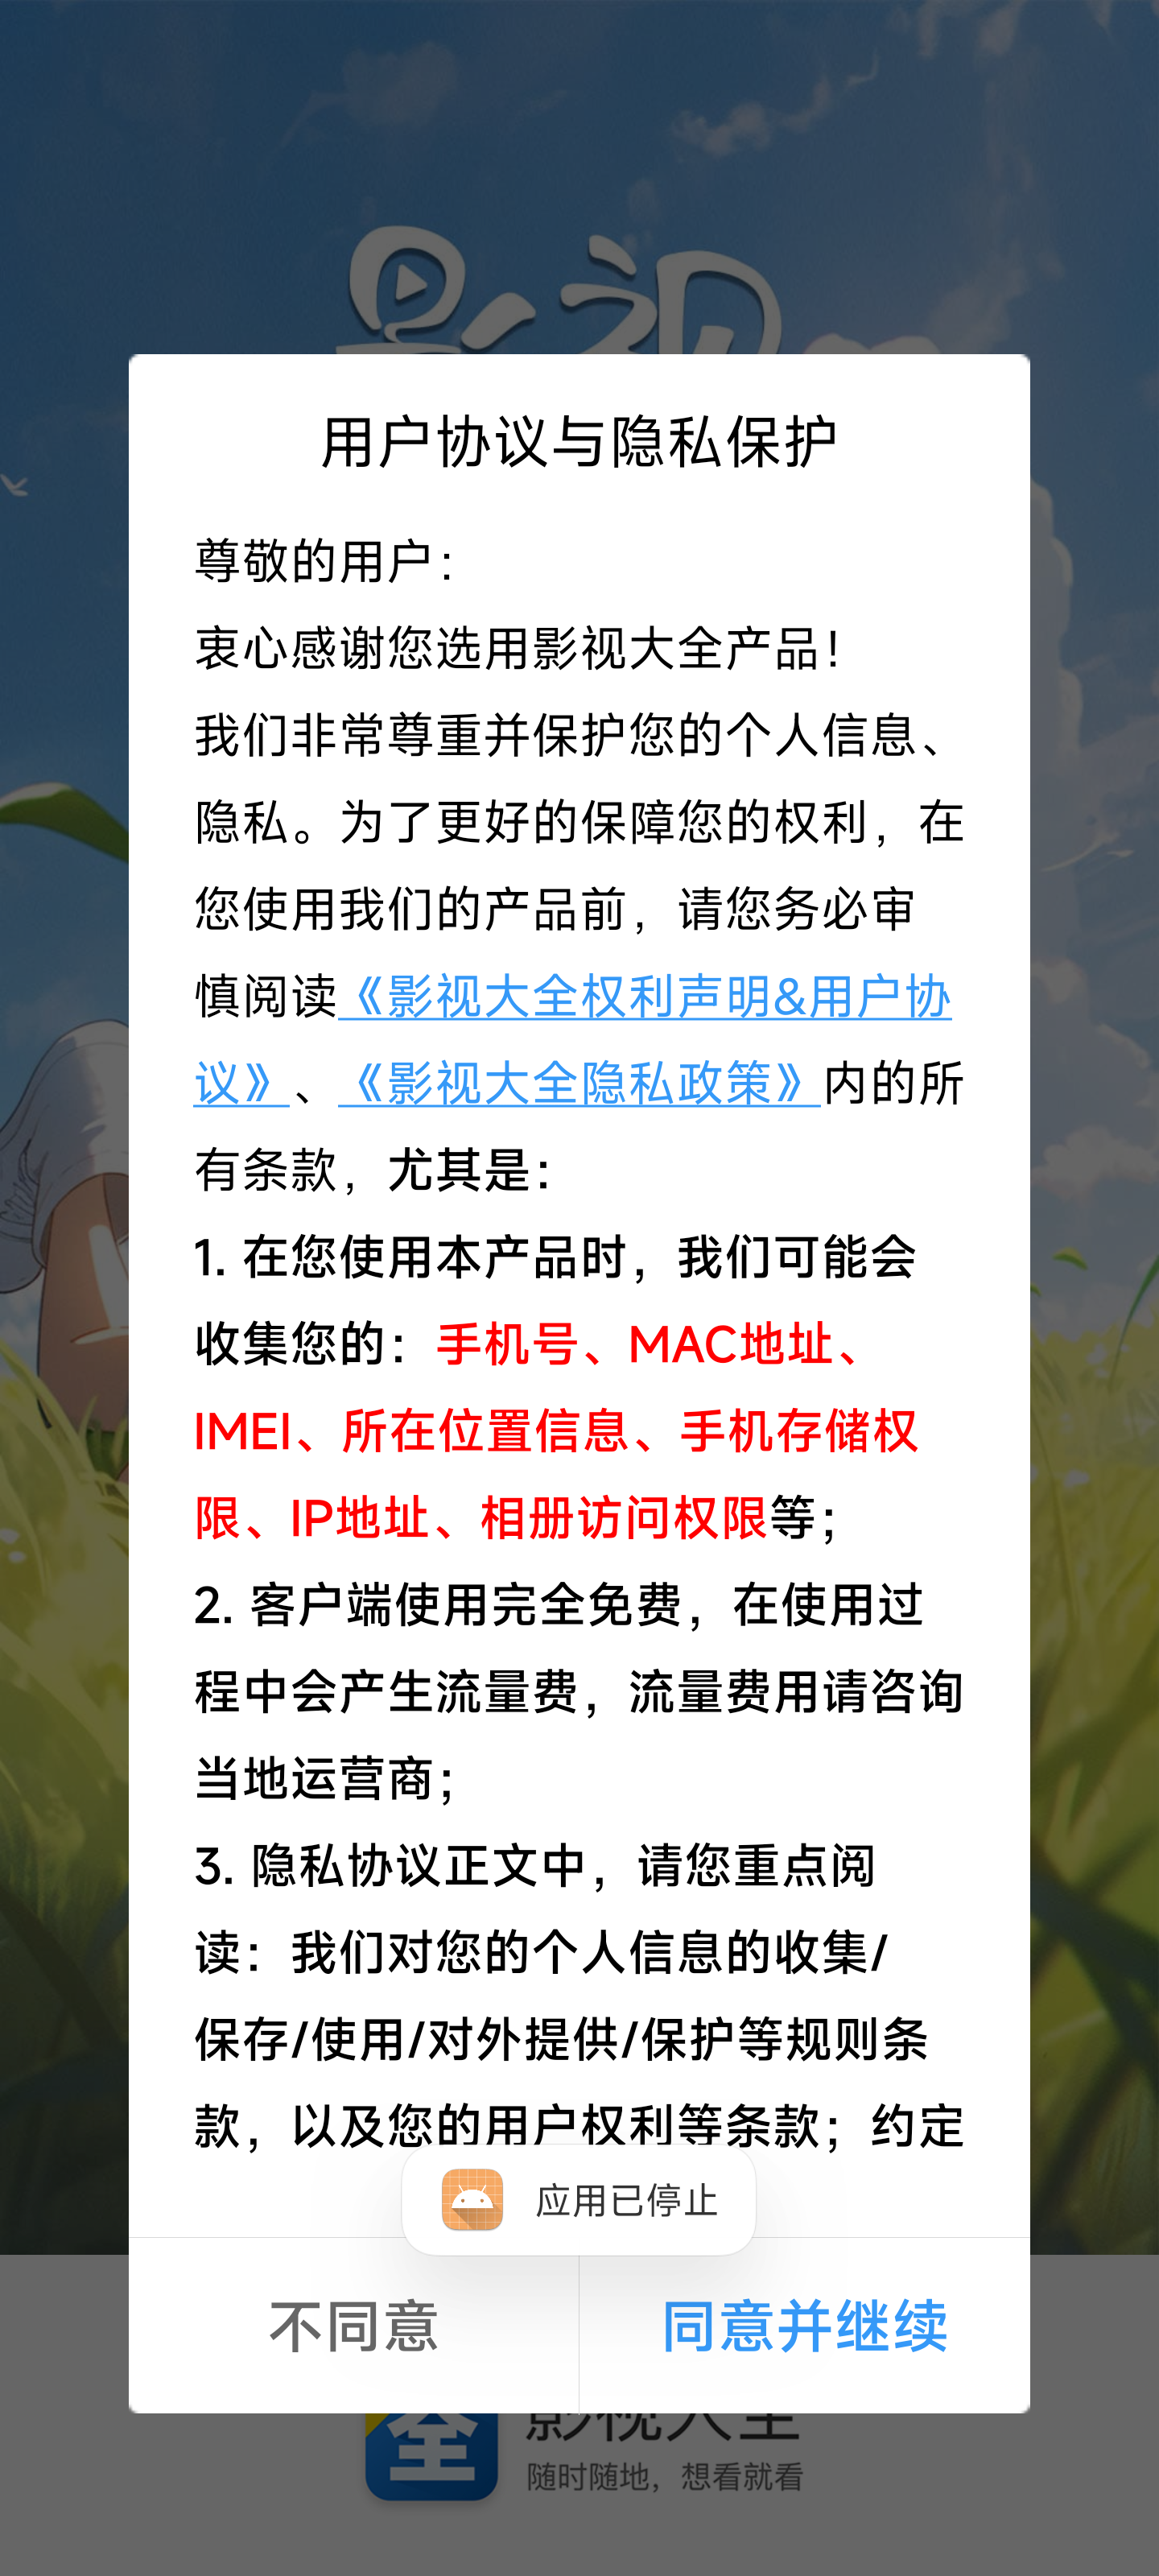 影视
用户协议与隐私保护
尊敬的用户：
衷心感谢您选用影视大全产品！
我们非常尊重并保护您的个人信息、
隐私。为了更好的保障您的权利，在
您使用我们的产品前，请您务必审
慎阅读《影视大全权利声明&用户协
议》、《影视大全隐私政策》内的所
有条款，尤其是：
1. 在您使用本产品时，我们可能会
收集您的：手机号、MAC地址、
IMEI、所在位置信息、手机存储权
限、IP地址、相册访问权限等；
2. 客户端使用完全免费，在使用过
程中会产生流量费，流量费用请咨询
当地运营商；
3. 隐私协议正文中，请您重点阅
读：我们对您的个人信息的收集/
保存/使用/对外提供/保护等规则条
款，以及您的用户权利等条款；约定
应用已停止
不同意
同意并继续
全
影视大全
随时随地，想看就看